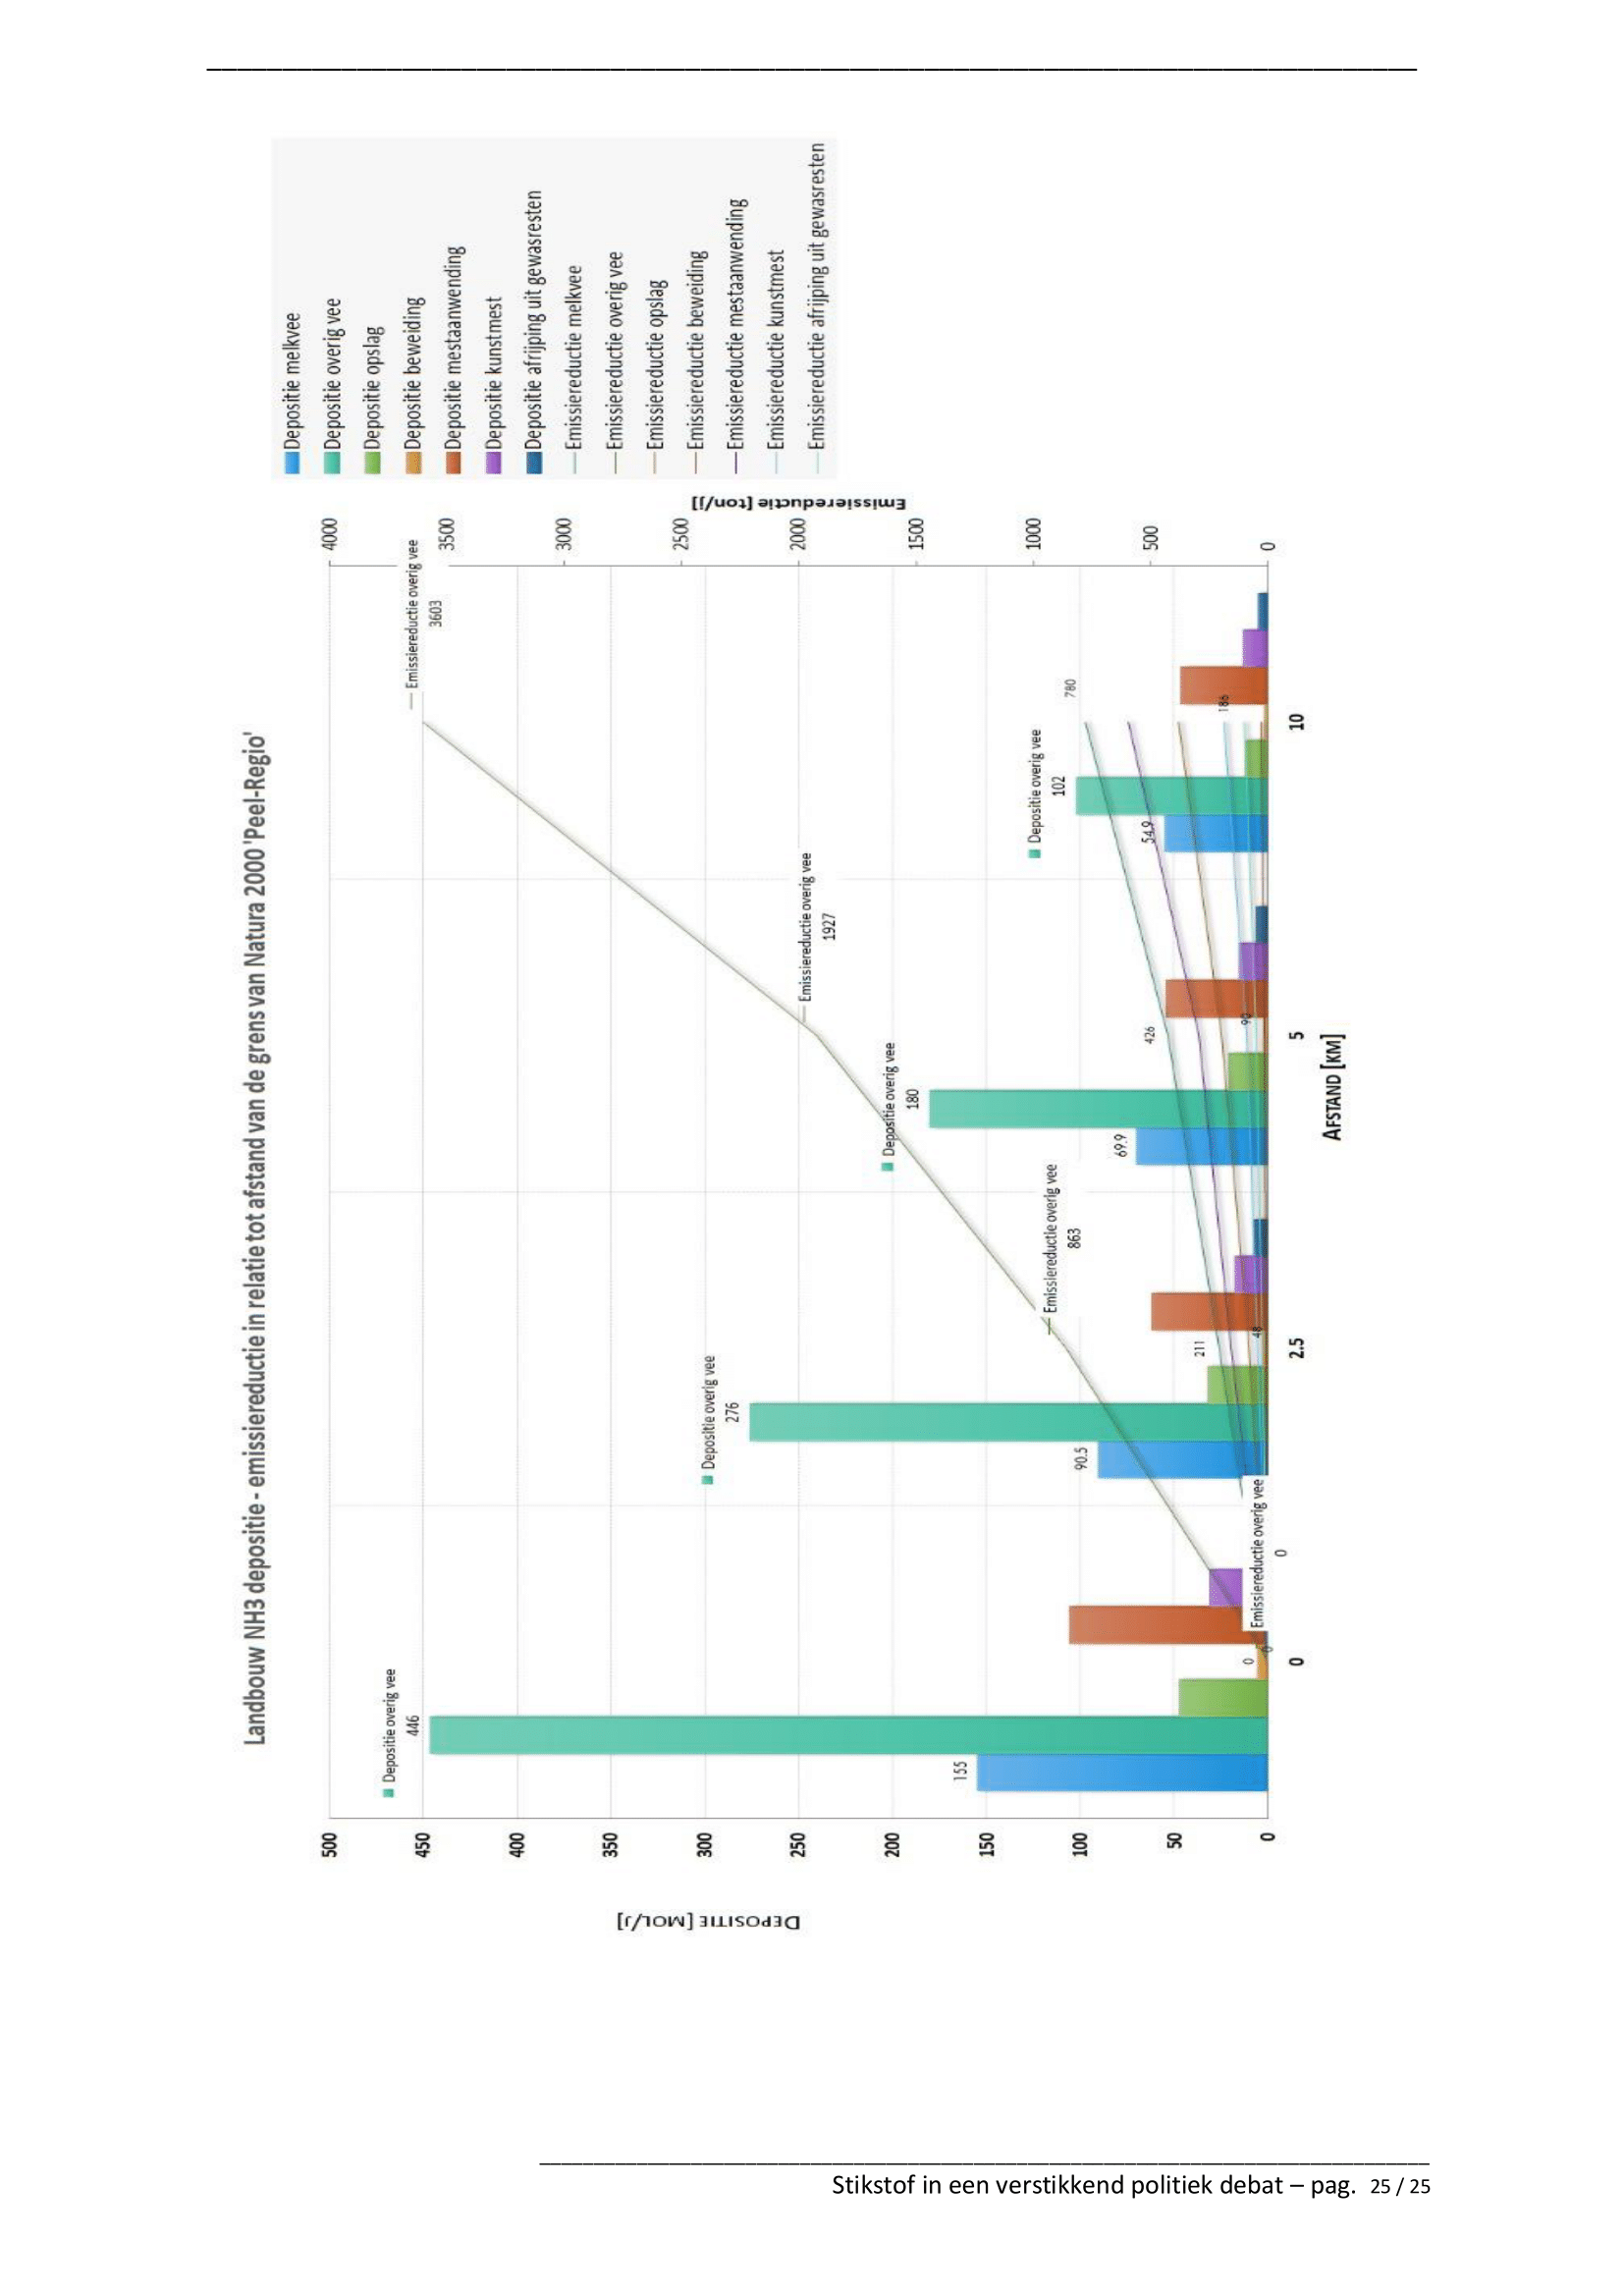 Landbouw NH3 depositie - emissiereductie in relatie tot afstand van de grens van Natura 2000 'Peel-Regio'
DEPOSITIE [MOL/J]
500
450
400
350
300
250
200
150
100
50
0
Depositie overig vee
446
155
0
0
Emissiereductie overig vee
0
Depositie overig vee
276
90.5
211
48
Emissiereductie overig vee
863
Depositie overig vee
180
69.9
426
90
Emissiereductie overig vee
1927
Depositie overig vee
102
54.9
780
186
Emissiereductie overig vee
3603
0
2.5
5
10
AFSTAND [KM]
4000
3500
3000
2500
2000
1500
1000
500
0
Emissiereductie [ton/j]
Depositie melkvee
Depositie overig vee
Depositie opslag
Depositie beweiding
Depositie mestaanwending
Depositie kunstmest
Depositie afrijping uit gewasresten
Emissiereductie melkvee
Emissiereductie overig vee
Emissiereductie opslag
Emissiereductie beweiding
Emissiereductie mestaanwending
Emissiereductie kunstmest
Emissiereductie afrijping uit gewasresten
Stikstof in een verstikkend politiek debat – pag. 25 / 25